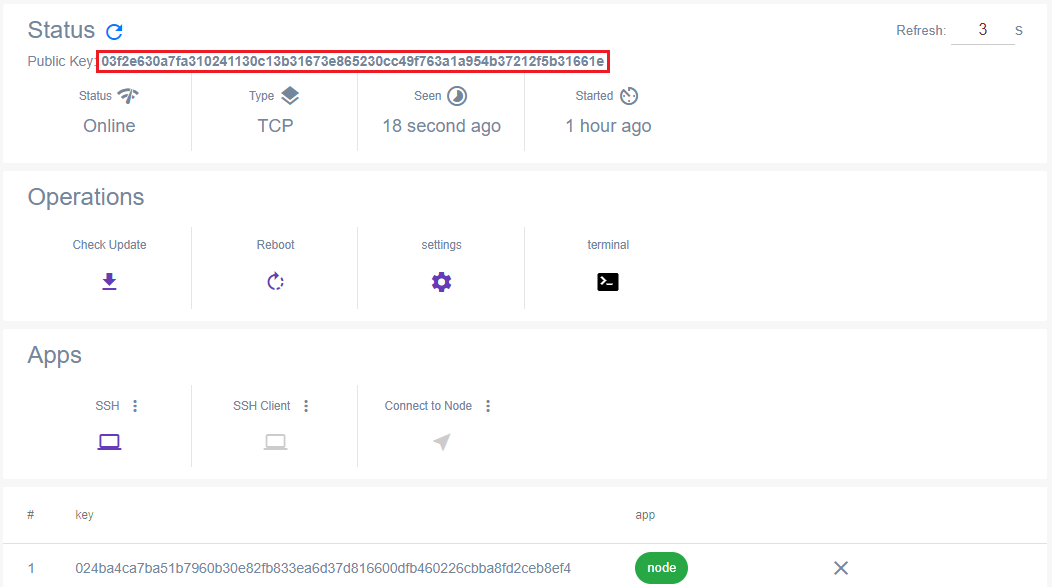 Status
Refresh: 3 S
Public Key: 03f2e630a7fa310241130c13b31673e865230cc49f763a1a954b37212f5b31661e
Status Type Seen Started
Online TCP 18 second ago 1 hour ago
Operations
Check Update Reboot settings terminal
Apps
SSH SSH Client Connect to Node
# key app
1 024ba4ca7ba51b7960b30e82fb833ea6d37d816600dfb460226cbba8fd2ceb8ef4 node